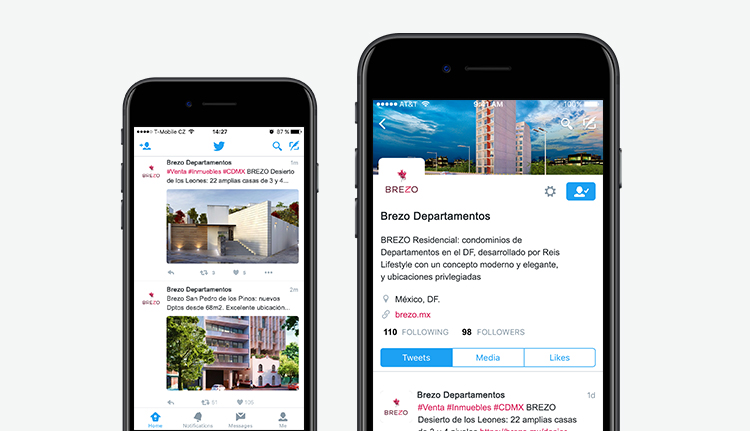 T-Mobile CZ 14:27 87 %
Brezo Departamentos 1m
#Venta #Inmuebles #CDMX BREZO Desierto
de los Leones: 22 amplias casas de 3 y 4...
BREZO
3 3
Brezo Departamentos 2m
Brezo San Pedro de los Pinos: nuevos
Dptos desde 68m2. Excelente ubicación...
BREZO
61 106
Home Notifications Messages Me
AT&T 9:41 AM 100%
BREZO
Brezo Departamentos
BREZO Residencial: condominios de
Departamentos en el DF, desarrollado por Reis
Lifestyle con un concepto moderno y elegante,
y ubicaciones privlegiadas
México, DF.
brezo.mx
110 FOLLOWING 98 FOLLOWERS
Tweets Media Likes
Brezo Departamentos 1d
#Venta #Inmuebles #CDMX BREZO
Desierto de los Leones: 22 amplias casas
BREZO
de 3 y 4 niveles